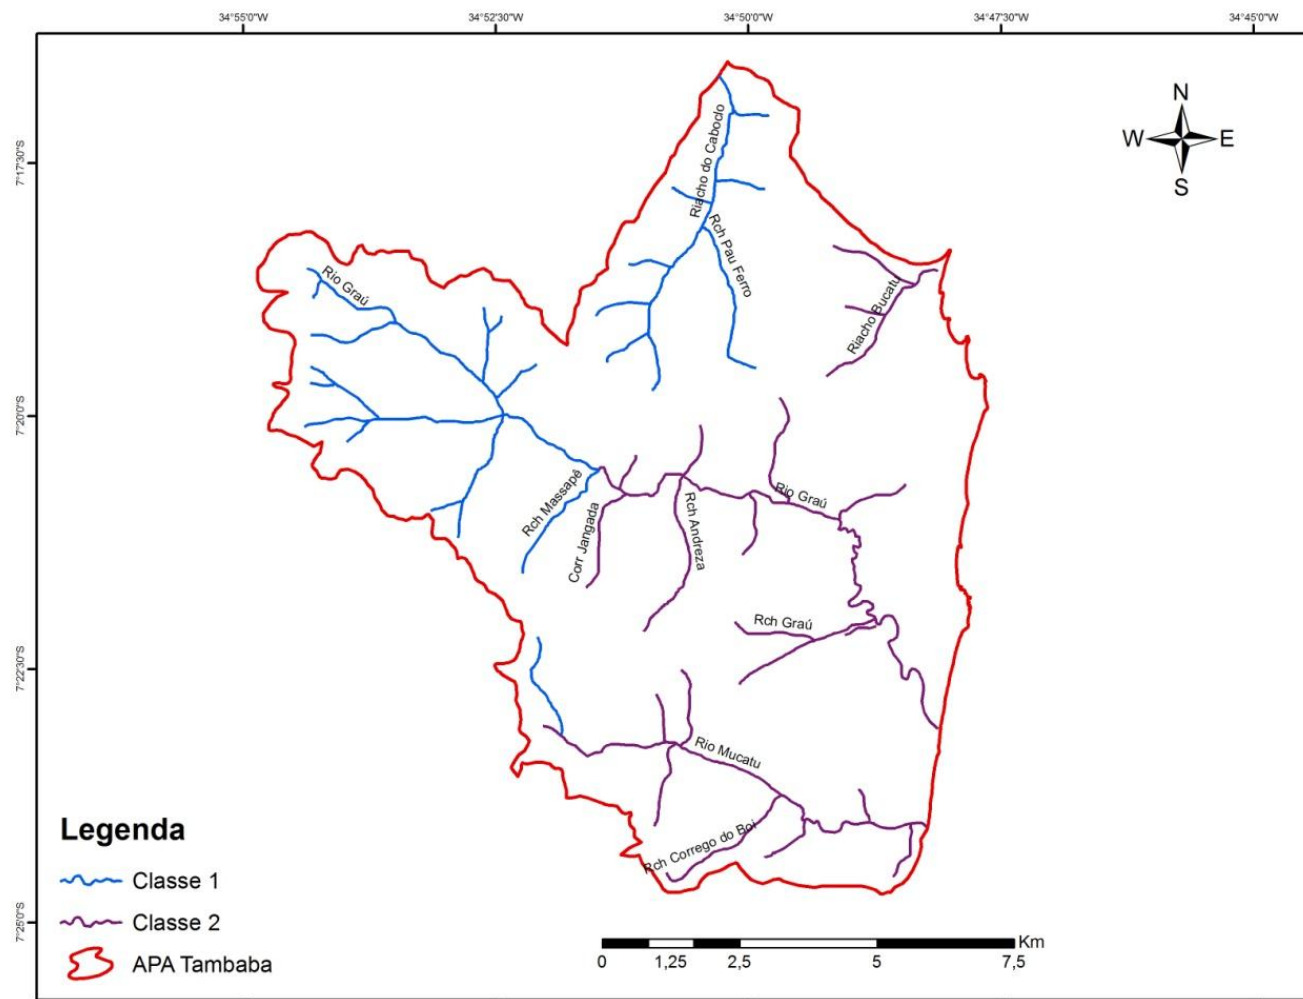 34°55'0"W
34°52'30"W
34°50'0"W
34°47'30"W
34°45'0"W
N
W E
S
7°17'30"S
7°20'0"S
7°22'30"S
7°25'0"S
Riacho do Caboclo
Rch Pau Ferro
Rio Graú
Riacho Bucatu
Rch Massapé
Corr Jangada
Rch Andreza
Rio Graú
Rch Graú
Rio Mucatu
Rch Corrego do Boi
Legenda
Classe 1
Classe 2
APA Tambaba
Km
0 1,25 2,5 5 7,5